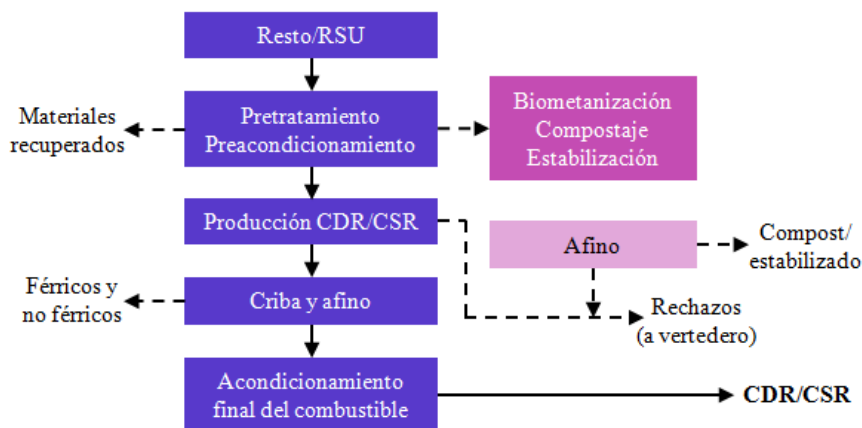 Resto/RSU
Materiales
recuperados
Pretratamiento
Preacondicionamiento
Biometanización
Compostaje
Estabilización
Producción CDR/CSR
Afino
Compost/
estabilizado
Férricos y
no férricos
Criba y afino
Rechazos
(a vertedero)
Acondicionamiento
final del combustible
CDR/CSR